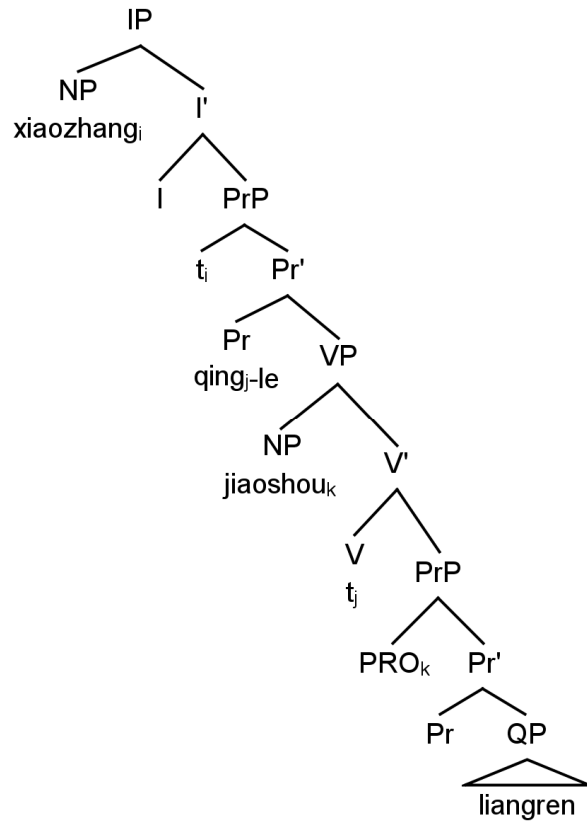 IP
NP
I'
xiaozhangᵢ
I PrP
tᵢ Pr'
Pr
VP
qingⱼ-le
NP
V'
jiaoshouₖ
V
PrP
tⱼ
PROₖ Pr'
Pr QP
liangren